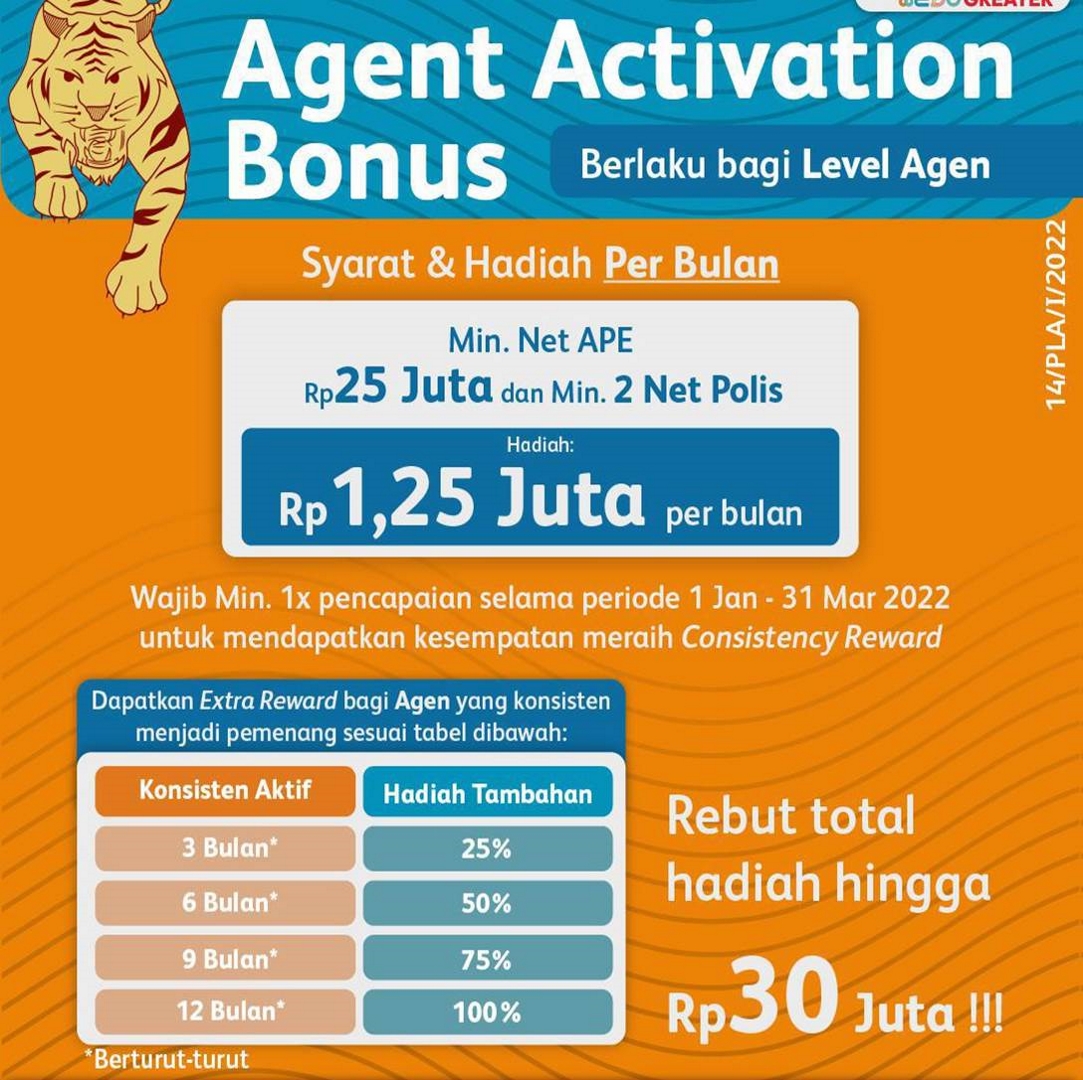 WEDO GREATER
Agent Activation
Bonus
Berlaku bagi Level Agen
14/PLA/I/2022
Syarat & Hadiah Per Bulan
Min. Net APE
Rp25 Juta dan Min. 2 Net Polis
Hadiah:
Rp1,25 Juta per bulan
Wajib Min. 1x pencapaian selama periode 1 Jan - 31 Mar 2022
untuk mendapatkan kesempatan meraih Consistency Reward
Dapatkan Extra Reward bagi Agen yang konsisten
menjadi pemenang sesuai tabel dibawah:
Konsisten Aktif Hadiah Tambahan
3 Bulan* 25%
6 Bulan* 50%
9 Bulan* 75%
12 Bulan* 100%
*Berturut-turut
Rebut total
hadiah hingga
Rp30 Juta !!!